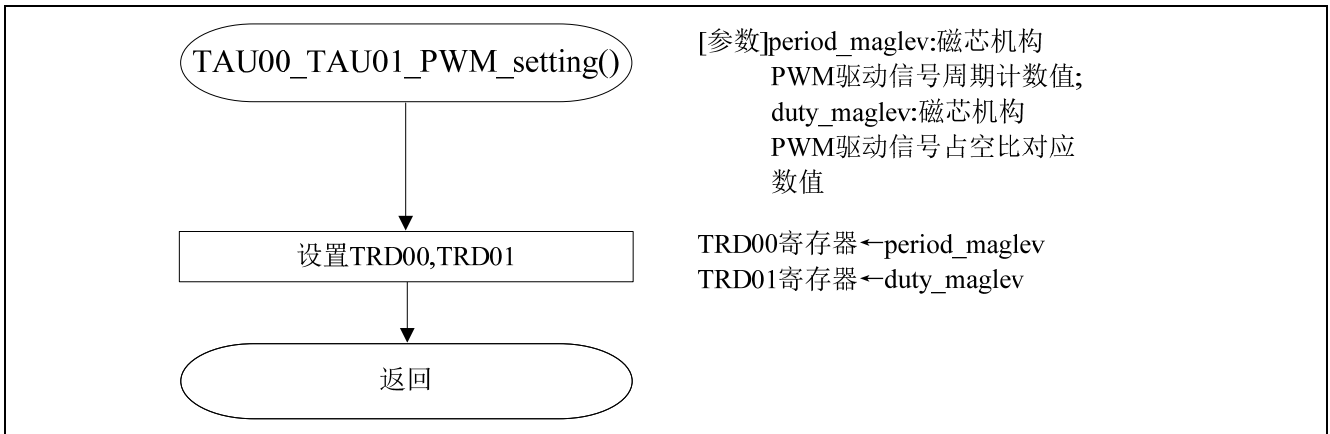 TAU00_TAU01_PWM_setting()
[参数]period_maglev:磁芯机构
PWM驱动信号周期计数值;
duty_maglev:磁芯机构
PWM驱动信号占空比对应
数值
设置TRD00,TRD01
TRD00寄存器←period_maglev
TRD01寄存器←duty_maglev
返回